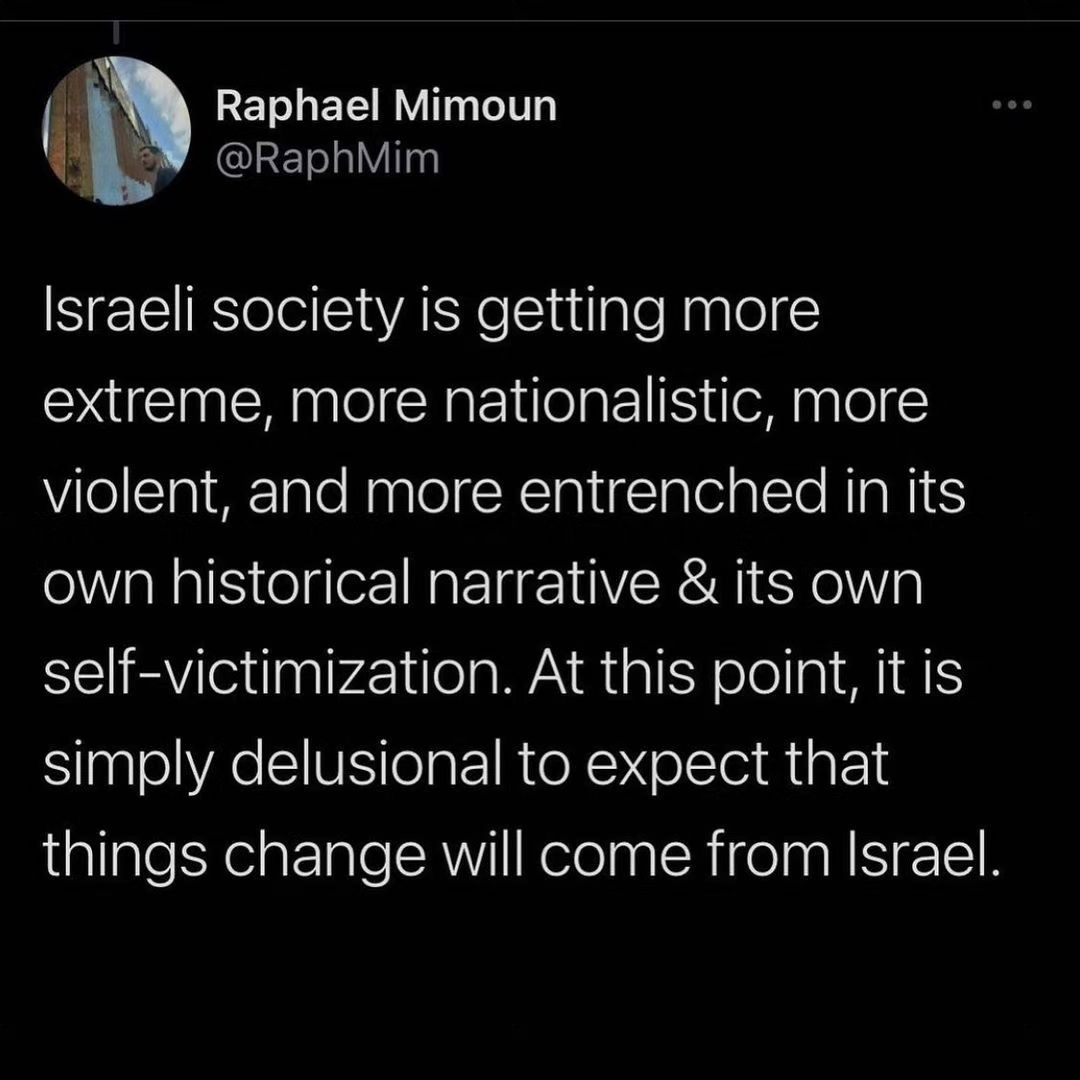 Raphael Mimoun
@RaphMim
Israeli society is getting more
extreme, more nationalistic, more
violent, and more entrenched in its
own historical narrative & its own
self-victimization. At this point, it is
simply delusional to expect that
things change will come from Israel.